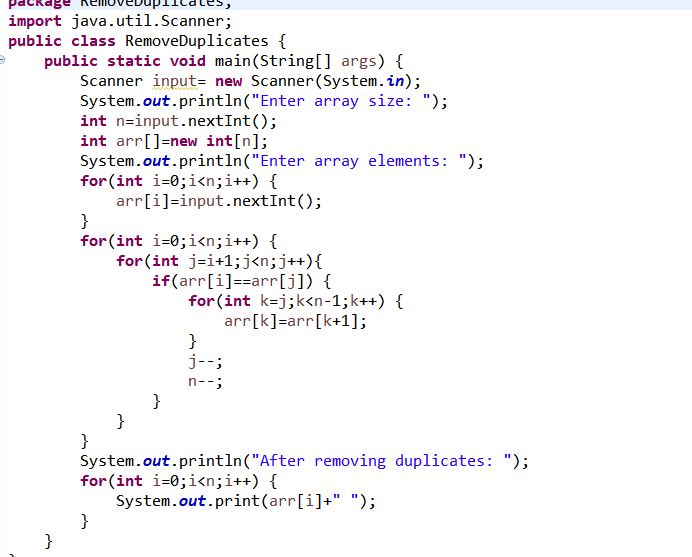 package RemoveDuplicates;
import java.util.Scanner;
public class RemoveDuplicates {
public static void main(String[] args) {
Scanner input= new Scanner(System.in);
System.out.println("Enter array size: ");
int n=input.nextInt();
int arr[]=new int[n];
System.out.println("Enter array elements: ");
for(int i=0;i<n;i++) {
arr[i]=input.nextInt();
}
for(int i=0;i<n;i++) {
for(int j=i+1;j<n;j++){
if(arr[i]==arr[j]) {
for(int k=j;k<n-1;k++) {
arr[k]=arr[k+1];
}
j--;
n--;
}
}
}
System.out.println("After removing duplicates: ");
for(int i=0;i<n;i++) {
System.out.print(arr[i]+" ");
}
}